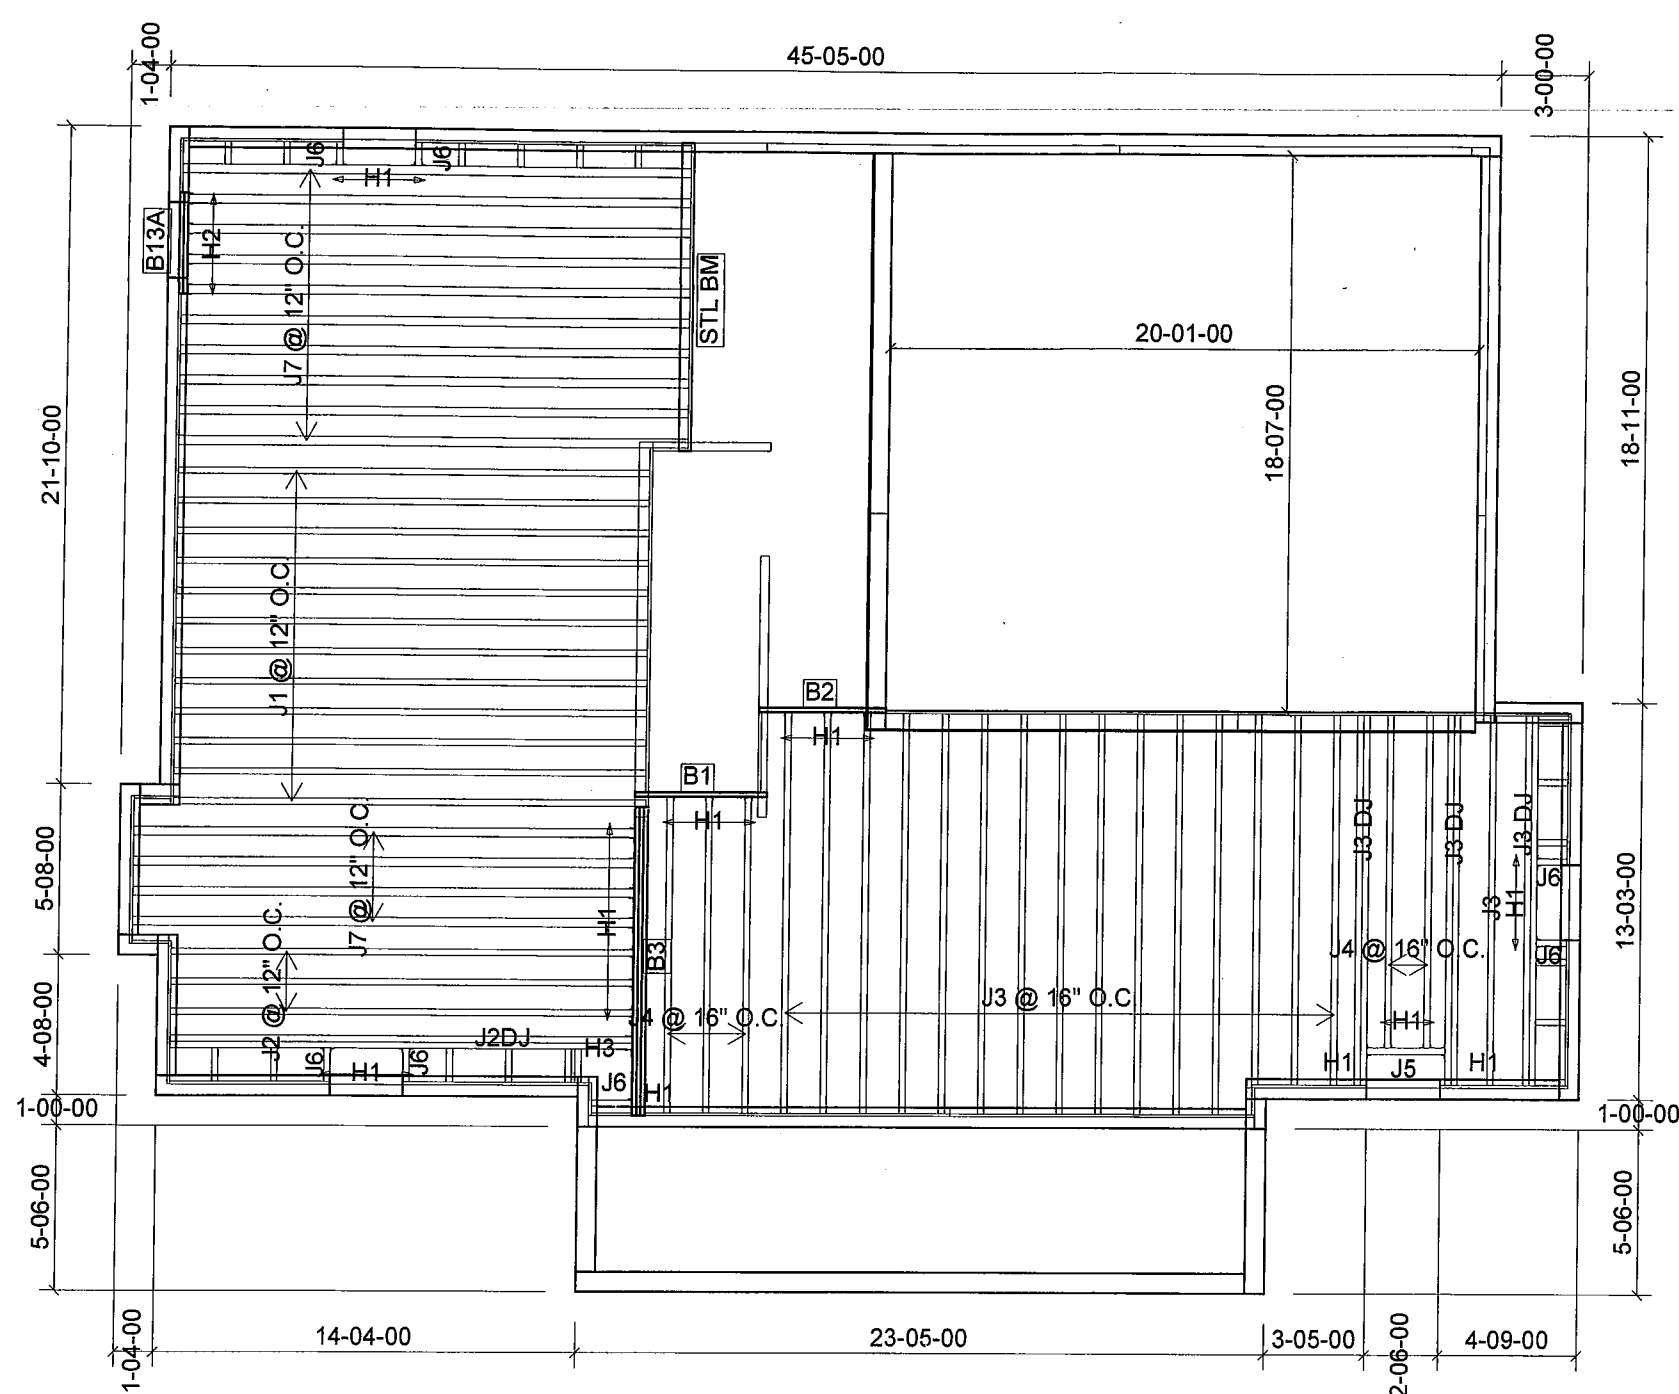 1-04-00
45-05-00
3-00-00
J6
J6
H1
B13A
H2
J7 @ 12" O.C.
STL BM
20-01-00
18-07-00
18-11-00
21-10-00
J1 @ 12" O.C.
B2
H1
B1
H1
J3 DJ
J3 DJ
J3 DJ
J7 @ 12" O.C.
5-08-00
H1
B3
J6
J3
H1
13-03-00
J4 @ 16" O.C.
J6
J2 @ 12" O.C.
J3 @ 16" O.C.
J4 @ 16" O.C.
H1
4-08-00
J2DJ
H3
J6
H1
J6
J6
H1
H1
J5
H1
1-00-00
1-00-00
5-06-00
5-06-00
1-04-00
14-04-00
23-05-00
3-05-00
2-06-00
4-09-00